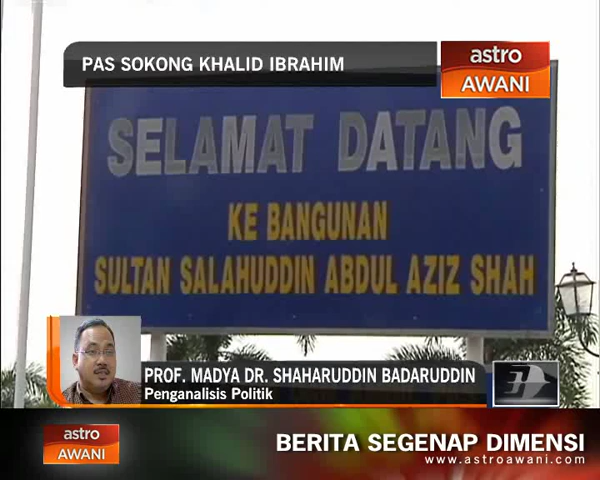 PAS SOKONG KHALID IBRAHIM
astro
AWANI
SELAMAT DATANG
KE BANGUNAN
SULTAN SALAHUDDIN ABDUL AZIZ SHAH
PROF. MADYA DR. SHAHARUDDIN BADARUDDIN
Penganalisis Politik
astro
AWANI
BERITA SEGENAP DIMENSI
www.astroawani.com